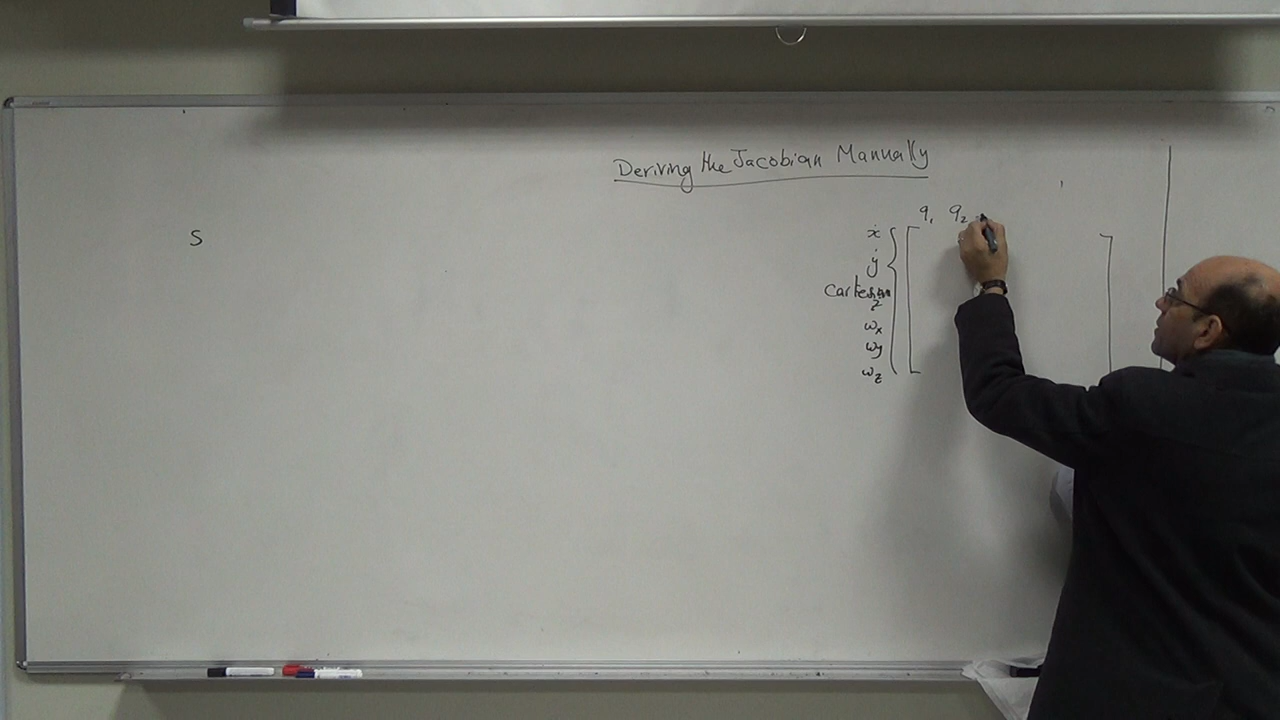 Deriving the Jacobian Manually
q₁ q₂
ẋ
S
ẏ
Cartesian
ż
ωx
ωy
ωz